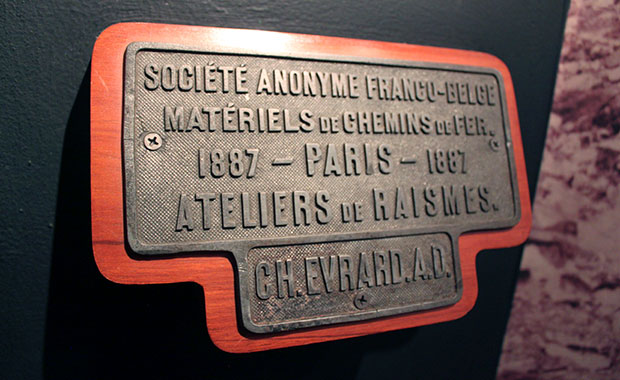 SOCIÉTÉ ANONYME FRANCO-BELGE
MATÉRIELS DE CHEMINS DE FER.
1887 – PARIS – 1887
ATELIERS DE RAISMES.
CH. EVRARD. A.D.